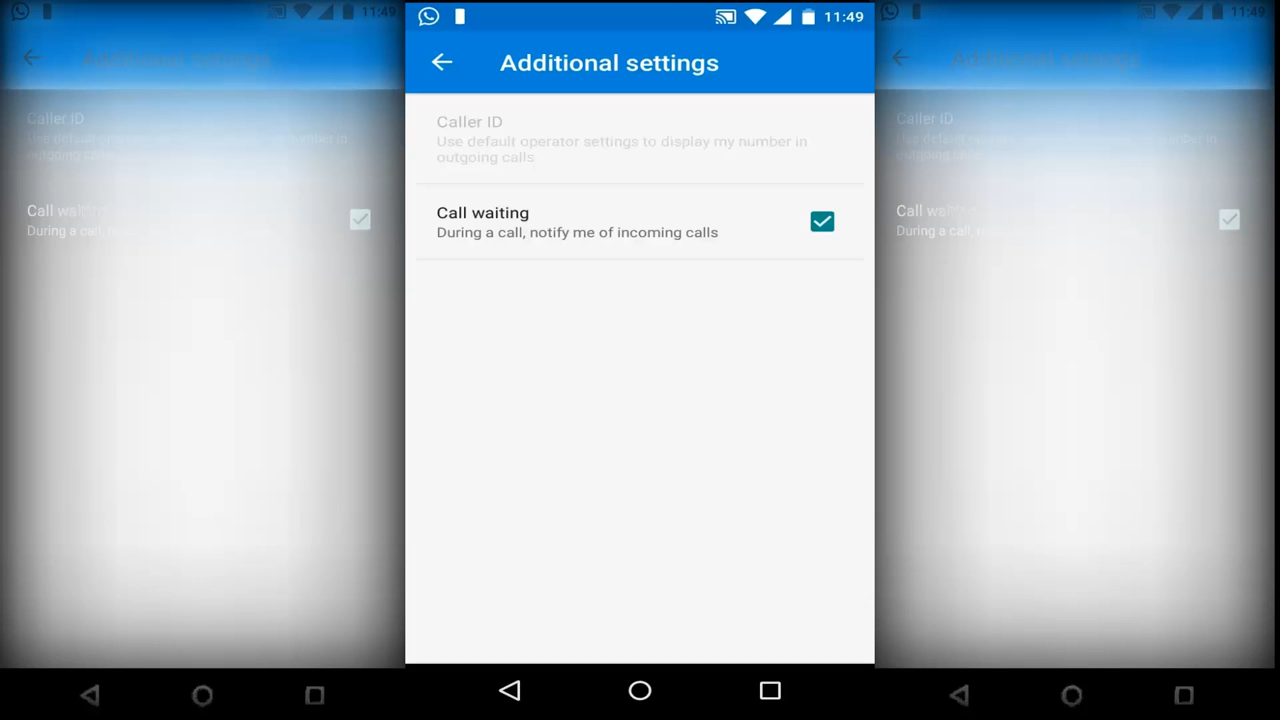 11:49
Additional settings
Caller ID
Use default operator settings to display my number in
outgoing calls
Call waiting
During a call, notify me of incoming calls